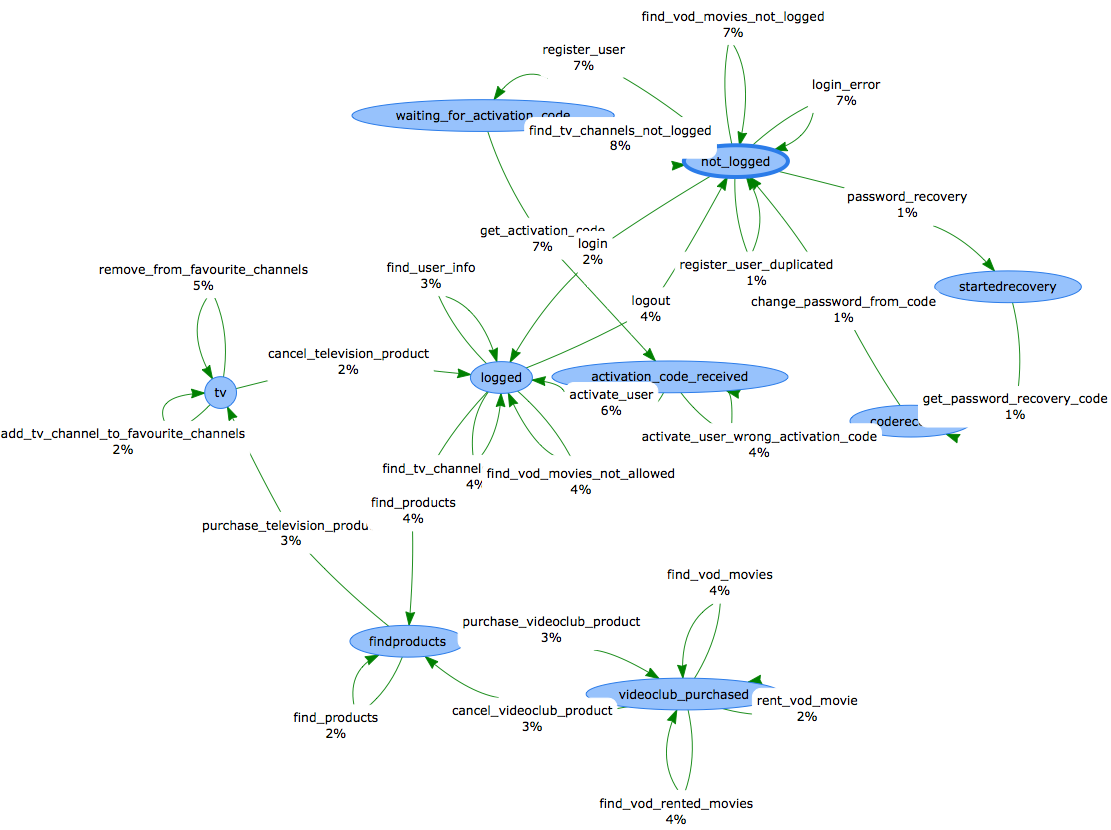 find_vod_movies_not_logged
7%
register_user
7%
login_error
7%
waiting_for_activation_code
find_tv_channels_not_logged
8%
not_logged
password_recovery
1%
get_activation_code
7%
login
2%
register_user_duplicated
1%
remove_from_favourite_channels
5%
find_user_info
3%
startedrecovery
logout
4%
change_password_from_code
1%
cancel_television_product
2%
logged
activation_code_received
tv
activate_user
6%
get_password_recovery_code
1%
coderec
add_tv_channel_to_favourite_channels
2%
activate_user_wrong_activation_code
4%
find_tv_channel
4%
find_vod_movies_not_allowed
4%
find_products
4%
purchase_television_produ
3%
find_vod_movies
4%
purchase_videoclub_product
3%
findproducts
videoclub_purchased
rent_vod_movie
2%
cancel_videoclub_product
3%
find_products
2%
find_vod_rented_movies
4%